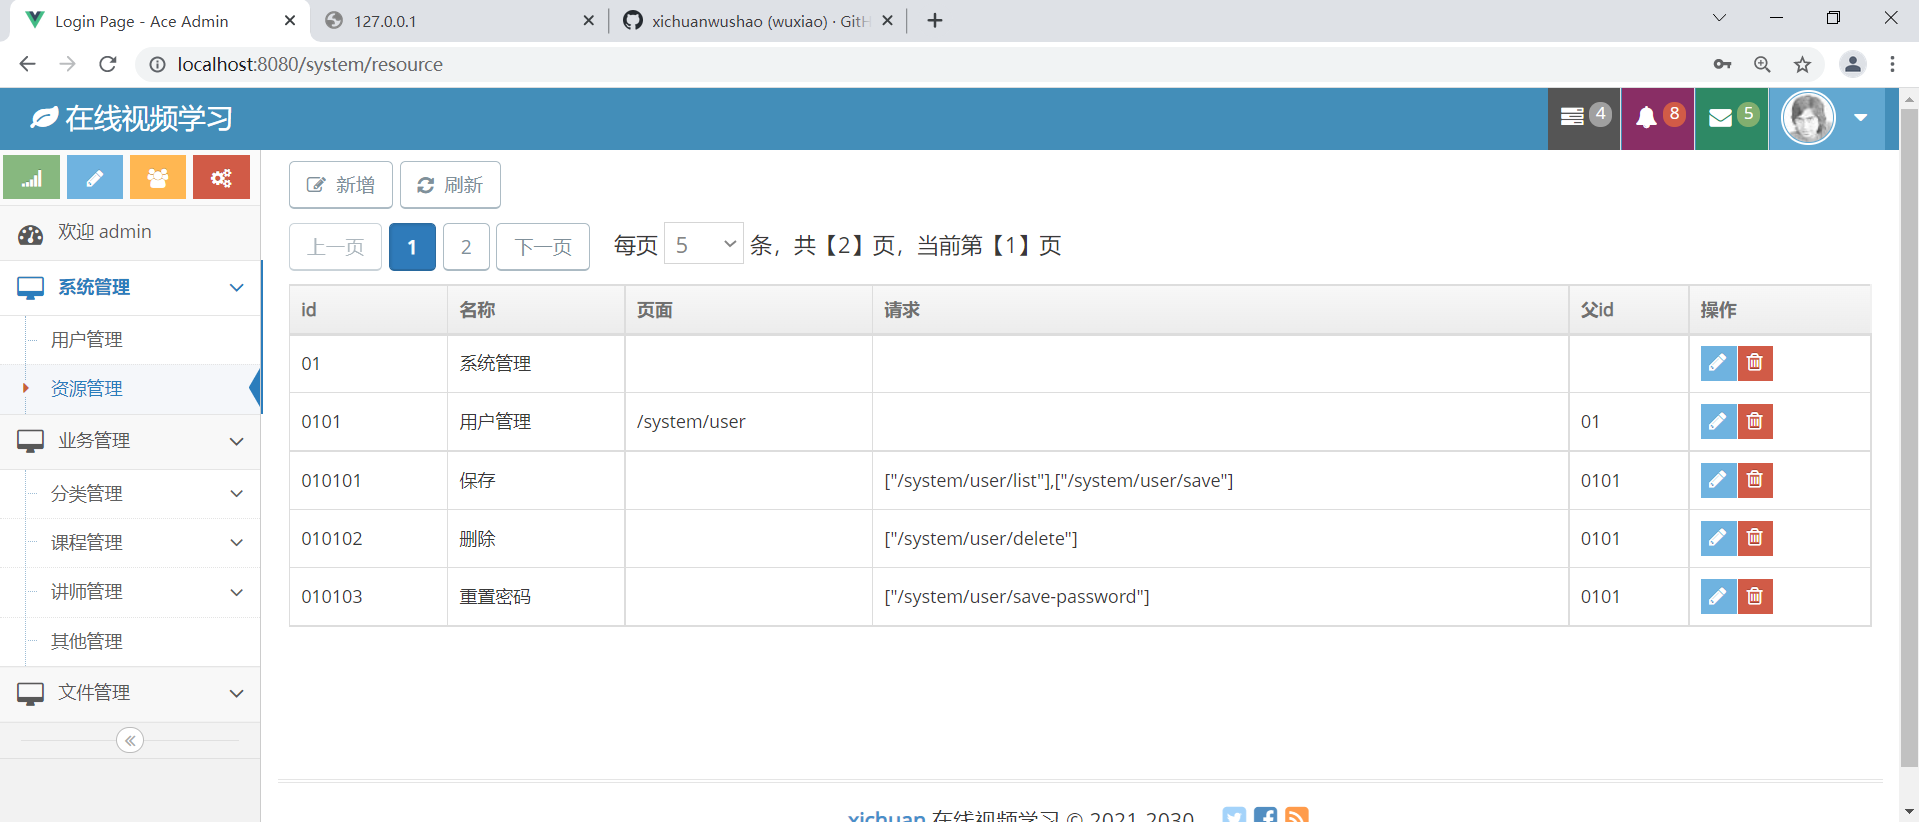 Login Page - Ace Admin
127.0.0.1
xichuanwushao (wuxiao) · GitH
localhost:8080/system/resource
在线视频学习
4
8
5
新增
刷新
欢迎 admin
系统管理
用户管理
资源管理
业务管理
分类管理
课程管理
讲师管理
其他管理
文件管理
上一页 1 2 下一页 每页 5 条，共【2】页，当前第【1】页
id 名称 页面 请求 父id 操作
01 系统管理
0101 用户管理 /system/user 01
010101 保存 ["/system/user/list"],["/system/user/save"] 0101
010102 删除 ["/system/user/delete"] 0101
010103 重置密码 ["/system/user/save-password"] 0101
xichuan 在线视频学习 © 2021-2030